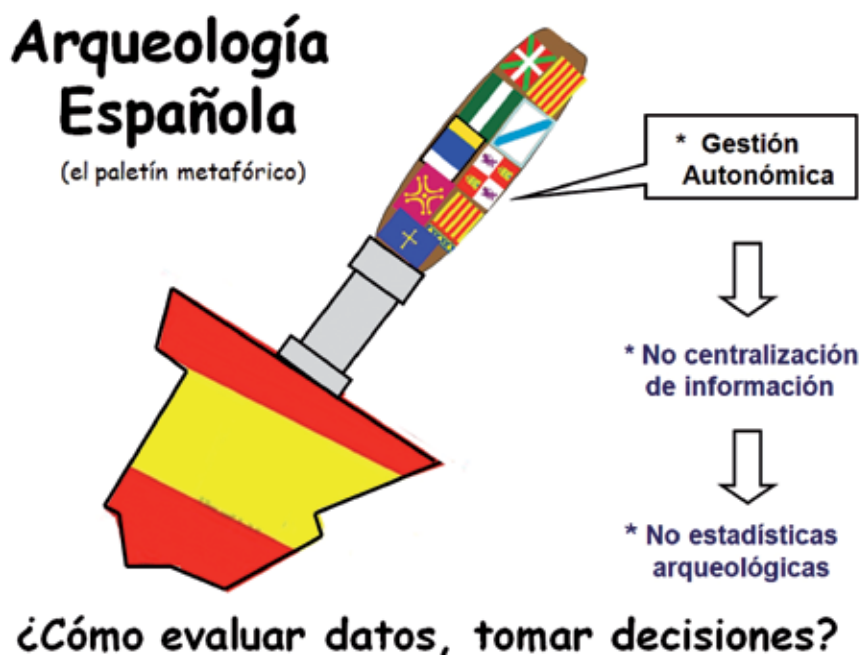 Arqueología
Española
(el paletín metafórico)
* Gestión
Autonómica
* No centralización
de información
* No estadísticas
arqueológicas
¿Cómo evaluar datos, tomar decisiones?